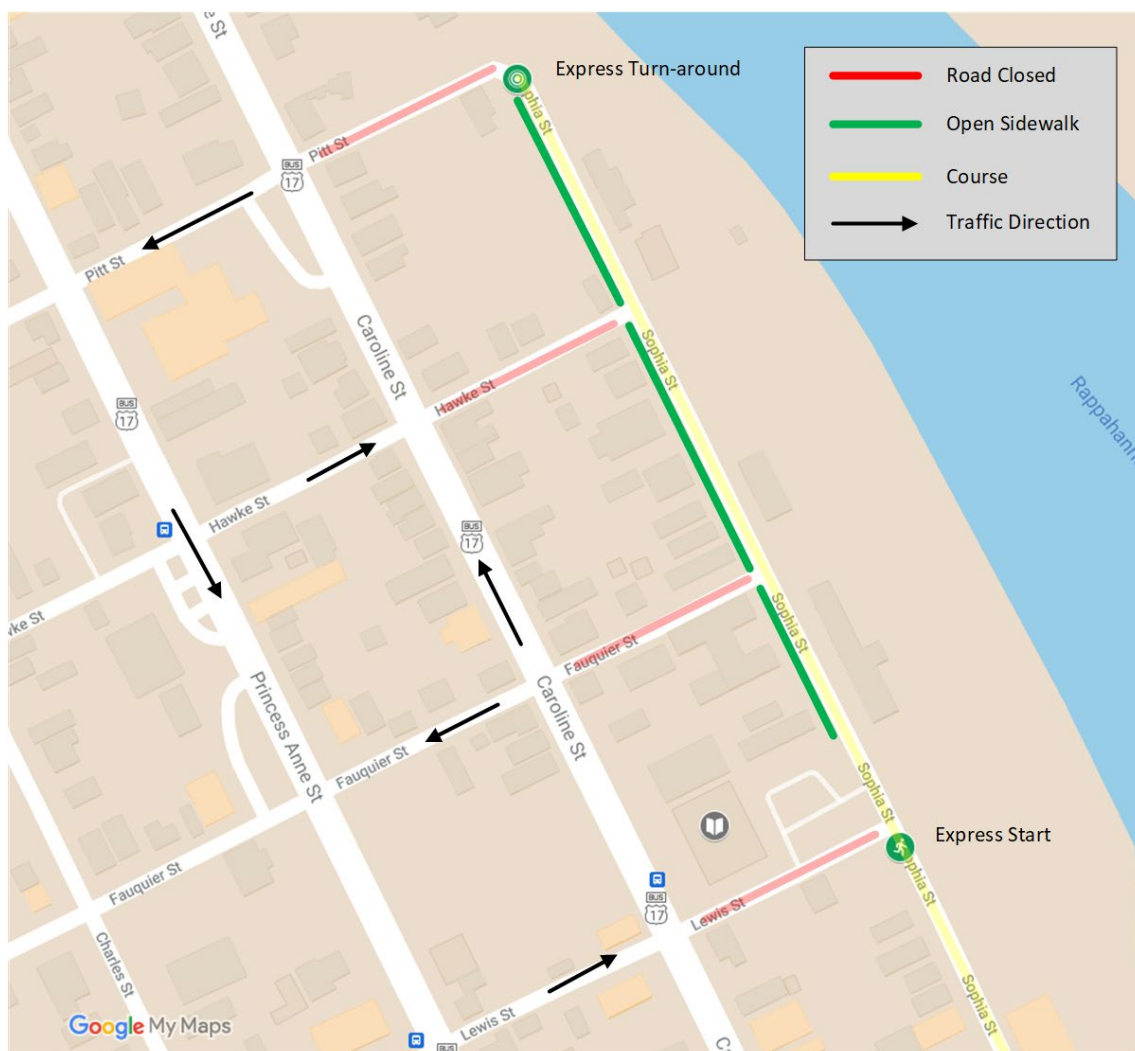 Express Turn-around
Road Closed
Open Sidewalk
Course
Traffic Direction
Sophia St
Pitt St
BUS
17
Pitt St
Caroline St
Sophia St
Hawke St
BUS
17
Hawke St
BUS
17
Sophia St
Fauquier St
Princess Anne St
Caroline St
Fauquier St
Sophia St
Express Start
Sophia St
Fauquier St
Lewis St
BUS
17
Charles St
Sophia St
Lewis St
BUS
Google My Maps